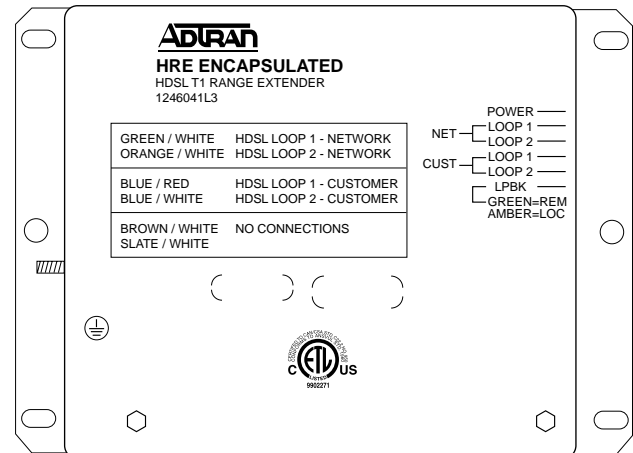 ADTRAN
HRE ENCAPSULATED
HDSL T1 RANGE EXTENDER
1246041L3
GREEN / WHITE HDSL LOOP 1 - NETWORK
ORANGE / WHITE HDSL LOOP 2 - NETWORK
BLUE / RED HDSL LOOP 1 - CUSTOMER
BLUE / WHITE HDSL LOOP 2 - CUSTOMER
BROWN / WHITE NO CONNECTIONS
SLATE / WHITE
POWER
NET LOOP 1
LOOP 2
CUST LOOP 1
LOOP 2
LPBK
GREEN=REM
AMBER=LOC
C ETL US
LISTED
9902271